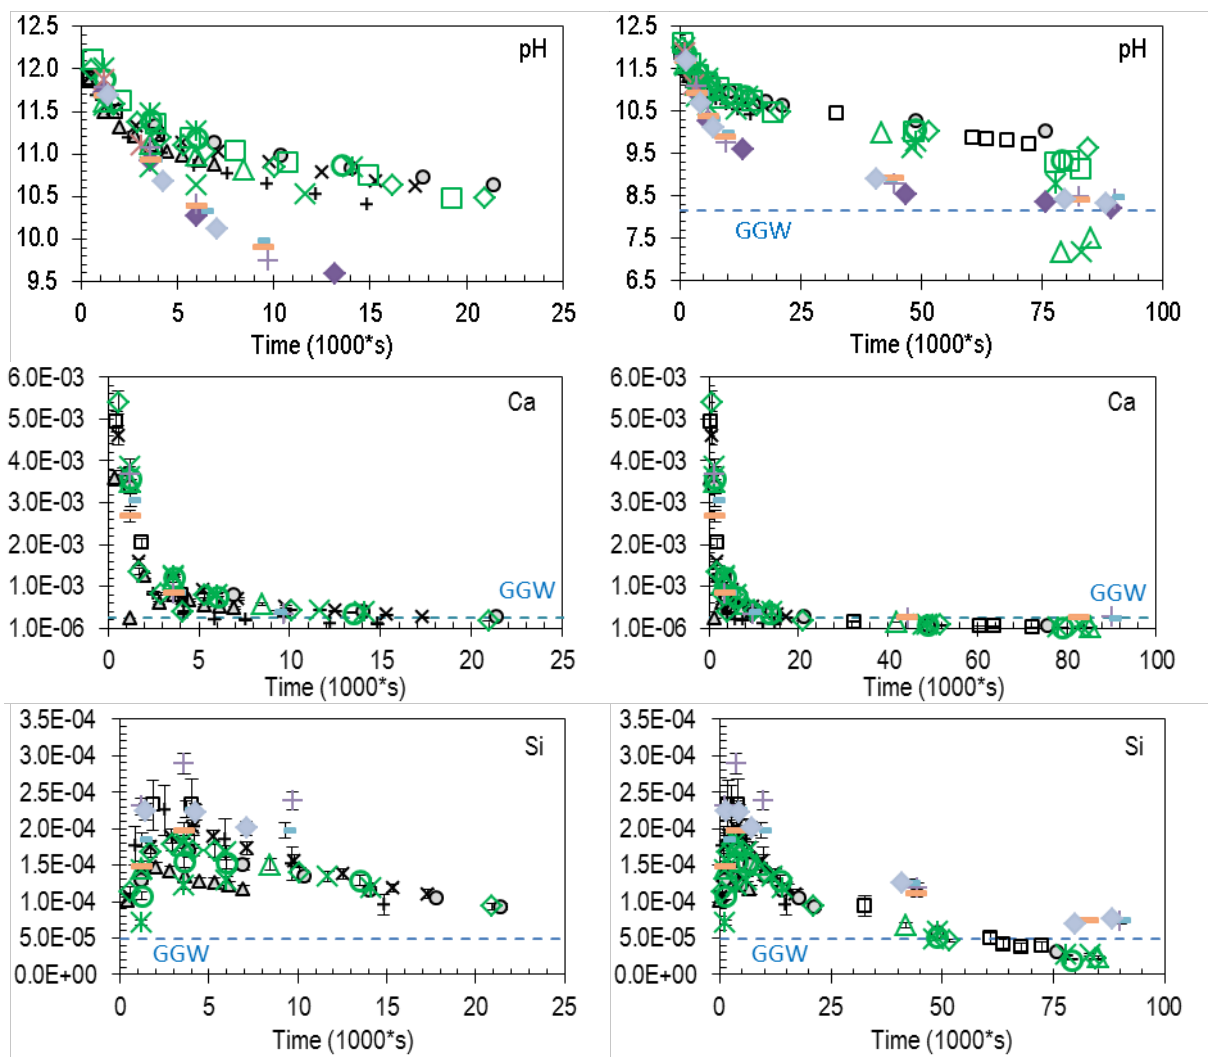 12.5
pH
12.0
11.5
11.0
10.5
10.0
9.5
0 5 10 15 20 25
Time (1000*s)
12.5
pH
11.5
10.5
9.5
8.5
GGW
7.5
6.5
0 25 50 75 100
Time (1000*s)
6.0E-03
Ca
5.0E-03
4.0E-03
3.0E-03
2.0E-03
1.0E-03
GGW
1.0E-06
0 5 10 15 20 25
Time (1000*s)
6.0E-03
Ca
5.0E-03
4.0E-03
3.0E-03
2.0E-03
1.0E-03
GGW
1.0E-06
0 20 40 60 80 100
Time (1000*s)
3.5E-04
Si
3.0E-04
2.5E-04
2.0E-04
1.5E-04
1.0E-04
5.0E-05
GGW
0.0E+00
0 5 10 15 20 25
Time (1000*s)
3.5E-04
Si
3.0E-04
2.5E-04
2.0E-04
1.5E-04
1.0E-04
5.0E-05
GGW
0.0E+00
0 25 50 75 100
Time (1000*s)